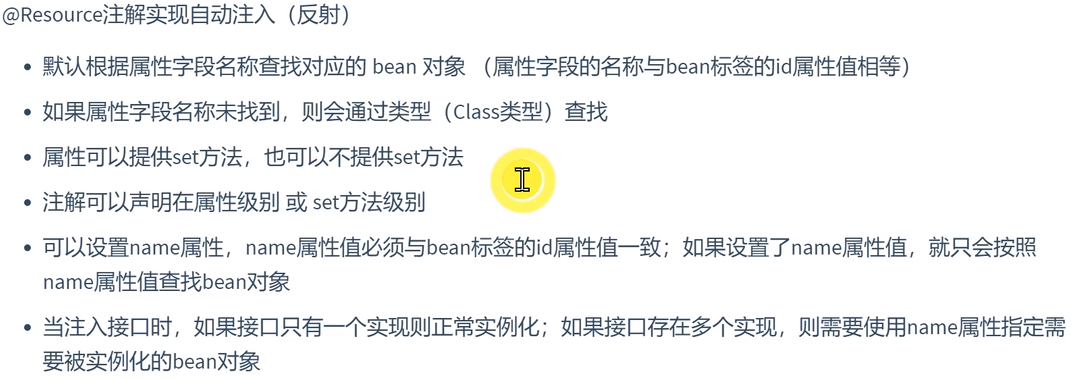 @Resource注解实现自动注入（反射）
• 默认根据属性字段名称查找对应的 bean 对象 （属性字段的名称与bean标签的id属性值相等）
• 如果属性字段名称未找到，则会通过类型（Class类型）查找
• 属性可以提供set方法，也可以不提供set方法
• 注解可以声明在属性级别 或 set方法级别
• 可以设置name属性，name属性值必须与bean标签的id属性值一致；如果设置了name属性值，就只会按照
name属性值查找bean对象
• 当注入接口时，如果接口只有一个实现则正常实例化；如果接口存在多个实现，则需要使用name属性指定需
要被实例化的bean对象